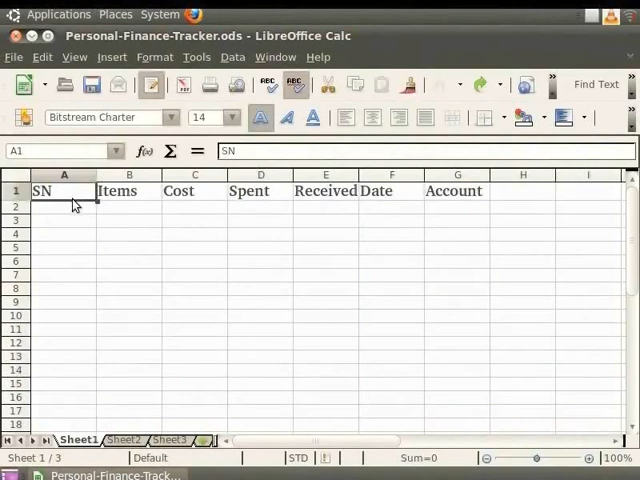 Applications Places System
Personal-Finance-Tracker.ods - LibreOffice Calc
File Edit View Insert Format Tools Data Window Help
ABC ABC » Find Text »
Bitstream Charter 14 A A A » »
A1 f(x) Σ = SN
A B C D E F G H I
1 SN Items Cost Spent Received Date Account
2
3
4
5
6
7
8
9
10
11
12
13
14
15
16
17
18
Sheet1 Sheet2 Sheet3
Sheet 1 / 3 Default STD Sum=0 100%
Personal-Finance-Track...